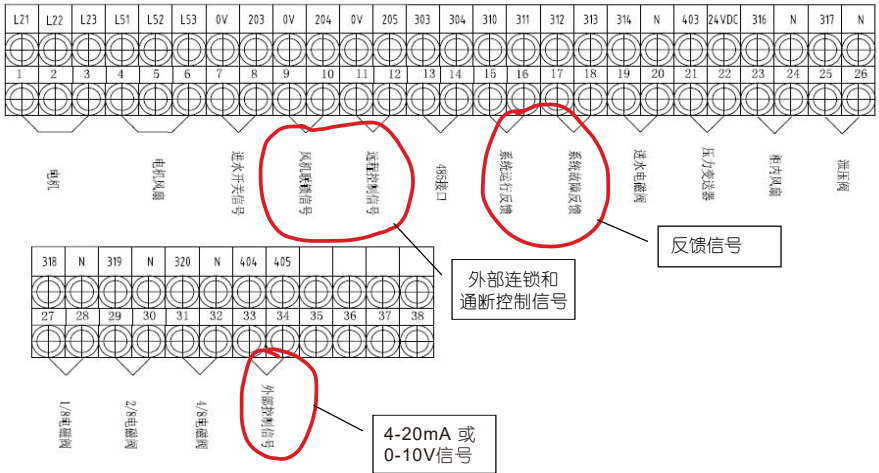 L21 L22 L23 L51 L52 L53 0V 203 0V 204 0V 205 303 304 310 311 312 313 314 N 403 24VDC 316 N 317 N
1 2 3 4 5 6 7 8 9 10 11 12 13 14 15 16 17 18 19 20 21 22 23 24 25 26
电机
电机风扇
进水开关信号
风机联锁信号
远程控制信号
485接口
系统运行反馈
系统故障反馈
进水电磁阀
压力变送器
柜内风扇
泄压阀
反馈信号
外部连锁和
通断控制信号
318 N 319 N 320 N 404 405
27 28 29 30 31 32 33 34 35 36 37 38
1/8电磁阀
2/8电磁阀
4/8电磁阀
外部控制信号
4-20mA 或
0-10V信号